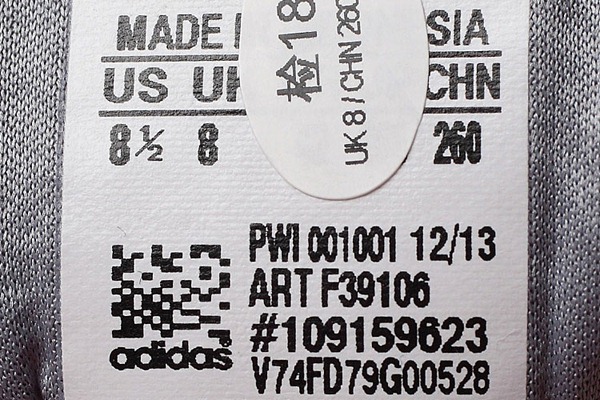 MADE SIA
US UK CHN
8½ 8 260
检18
UK 8 / CHN 260
PWI 001001 12/13
ART F39106
#109159623
adidas®
V74FD79G00528